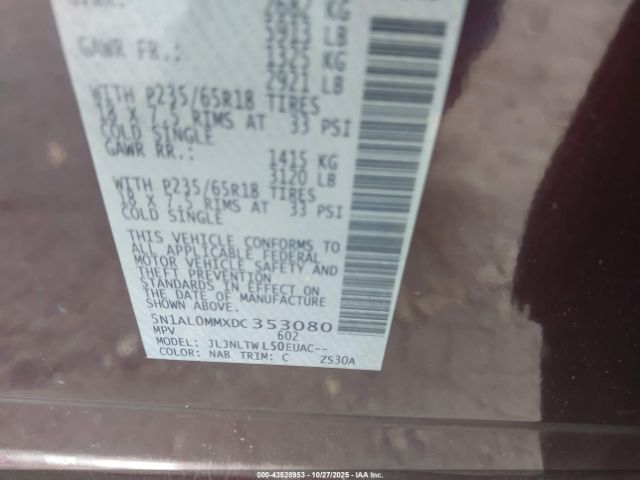 5913 LB
GAWR FR.: 1325 KG
2921 LB
WITH P235/65R18 TIRES
18 X 7.5 RIMS AT 33 PSI
COLD SINGLE
GAWR RR.: 1415 KG
3120 LB
WITH P235/65R18 TIRES
18 X 7.5 RIMS AT 33 PSI
COLD SINGLE
THIS VEHICLE CONFORMS TO
ALL APPLICABLE FEDERAL
MOTOR VEHICLE SAFETY AND
THEFT PREVENTION
STANDARDS IN EFFECT ON
THE DATE OF MANUFACTURE
SHOWN ABOVE.
5N1AL0MMXDC353080
MPV 602
MODEL: JLJNLTWL50EUAC--
COLOR: NAB TRIM: C ZS30A
000-43528953 - 10/27/2025 - IAA Inc.